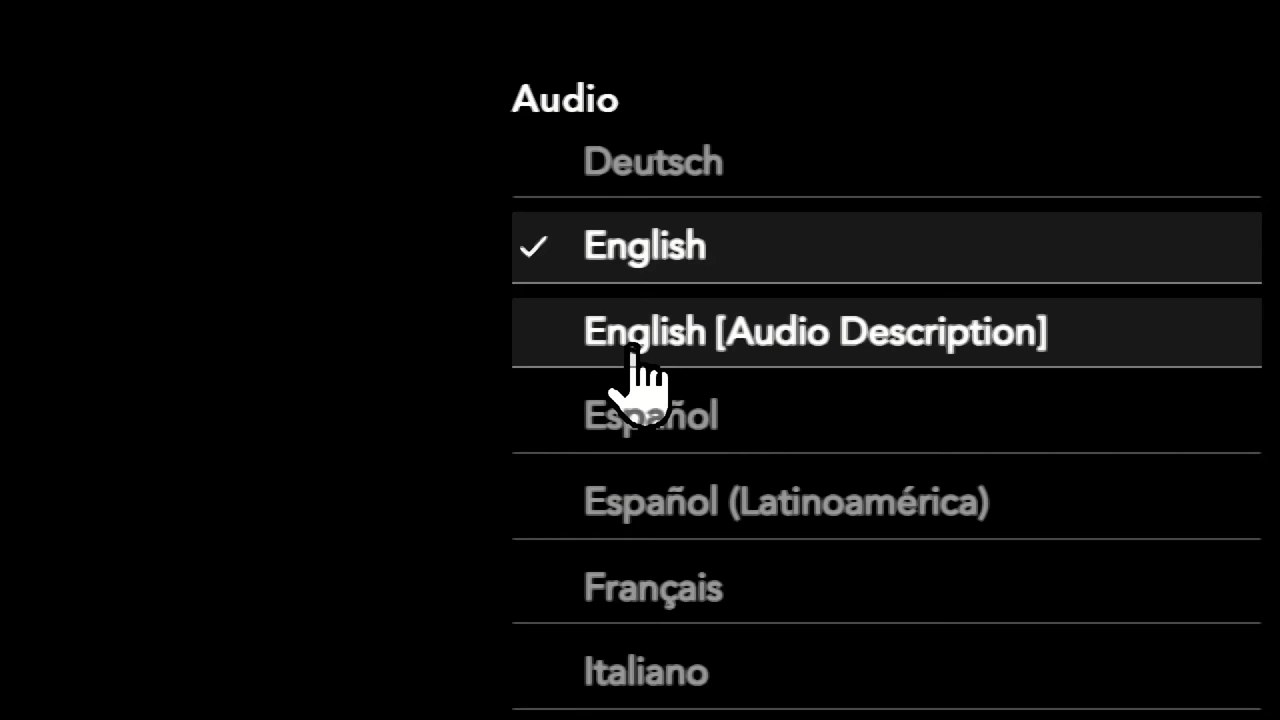 Audio
Deutsch
English
English [Audio Description]
Español
Español (Latinoamérica)
Français
Italiano